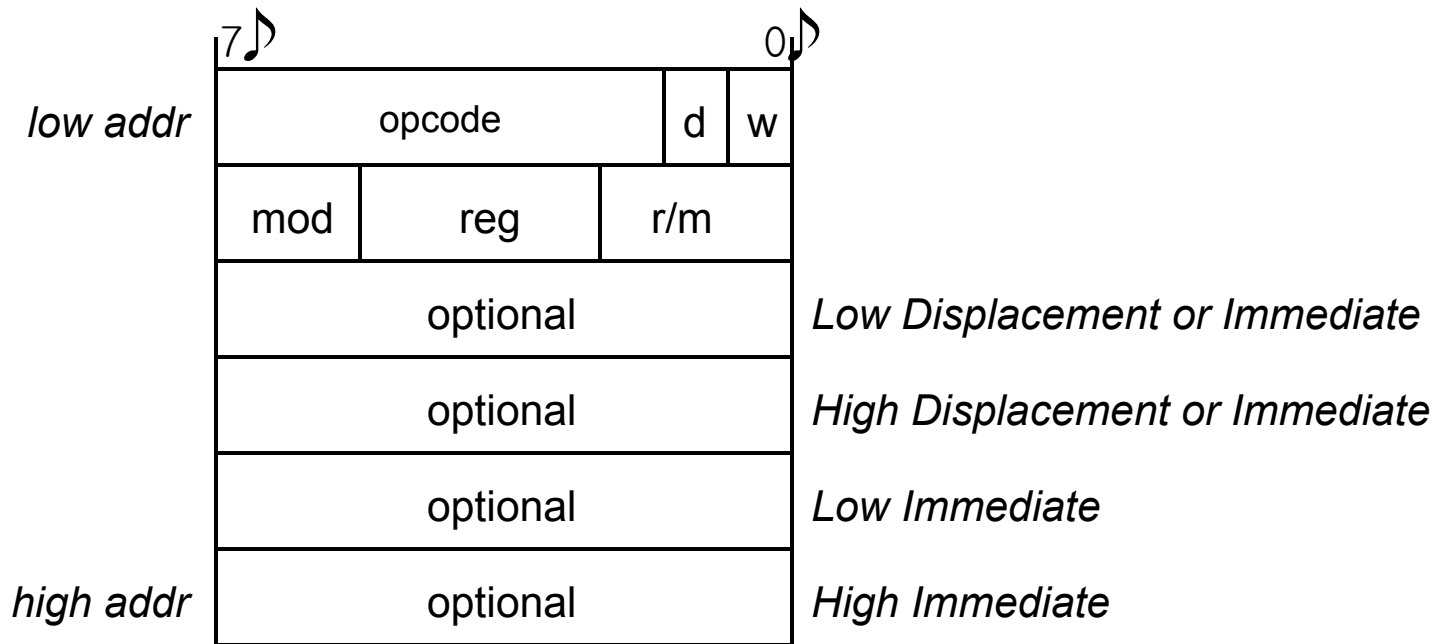 7♪ 0♪
low addr opcode d w
mod reg r/m
optional Low Displacement or Immediate
optional High Displacement or Immediate
optional Low Immediate
high addr optional High Immediate